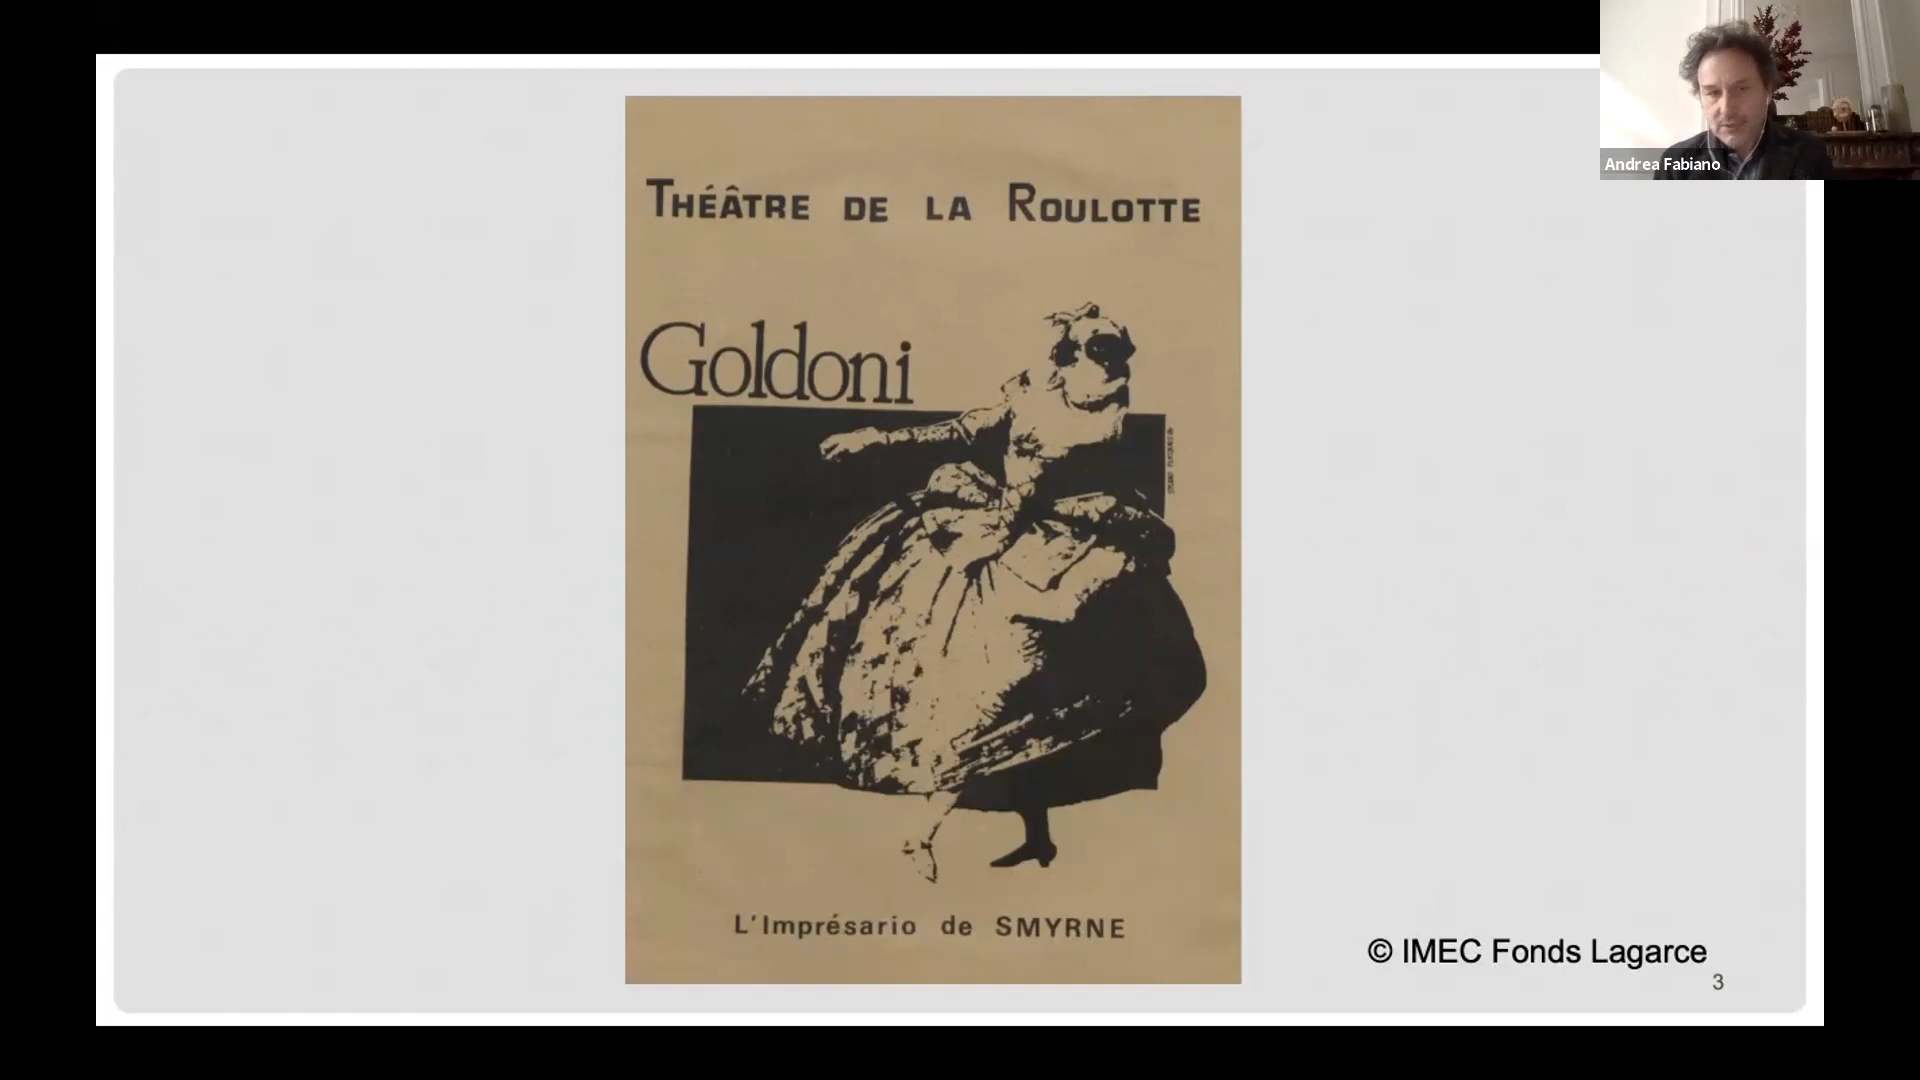 Andrea Fabiano
THÉÂTRE DE LA ROULOTTE
Goldoni
L'Imprésario de SMYRNE
© IMEC Fonds Lagarce
3